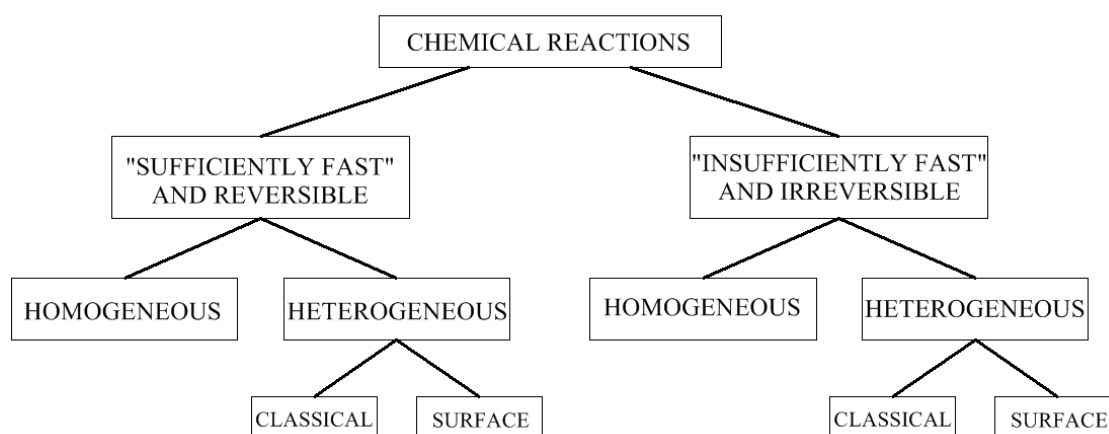 CHEMICAL REACTIONS
"SUFFICIENTLY FAST"
AND REVERSIBLE
"INSUFFICIENTLY FAST"
AND IRREVERSIBLE
HOMOGENEOUS
HETEROGENEOUS
HOMOGENEOUS
HETEROGENEOUS
CLASSICAL
SURFACE
CLASSICAL
SURFACE